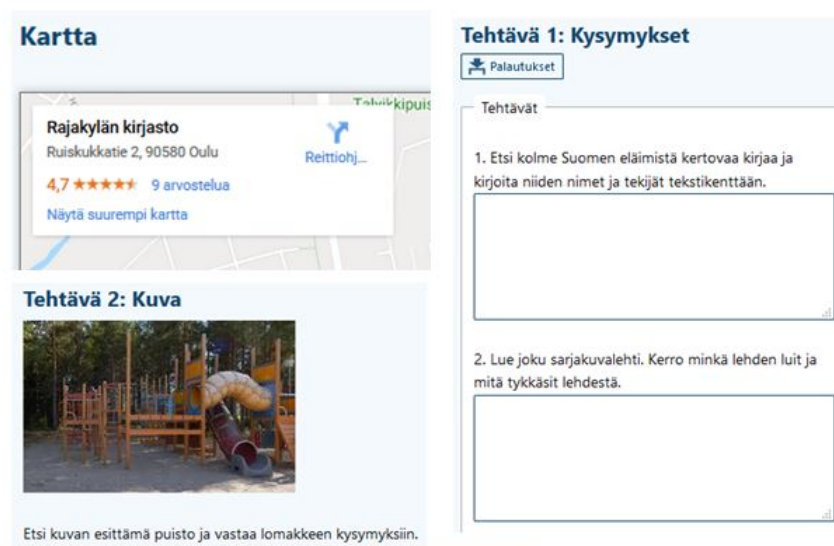 Kartta
Rajakylän kirjasto
Ruiskukkatie 2, 90580 Oulu
4,7 ★★★★★ 9 arvostelua
Näytä suurempi kartta
Reittiohj...
Talvikkipuis
Tehtävä 2: Kuva
Etsi kuvan esittämä puisto ja vastaa lomakkeen kysymyksiin.
Tehtävä 1: Kysymykset
Palautukset
Tehtävät
1. Etsi kolme Suomen eläimistä kertovaa kirjaa ja
kirjoita niiden nimet ja tekijät tekstikenttään.
2. Lue joku sarjakuvalehti. Kerro minkä lehden luit ja
mitä tykkäsit lehdestä.